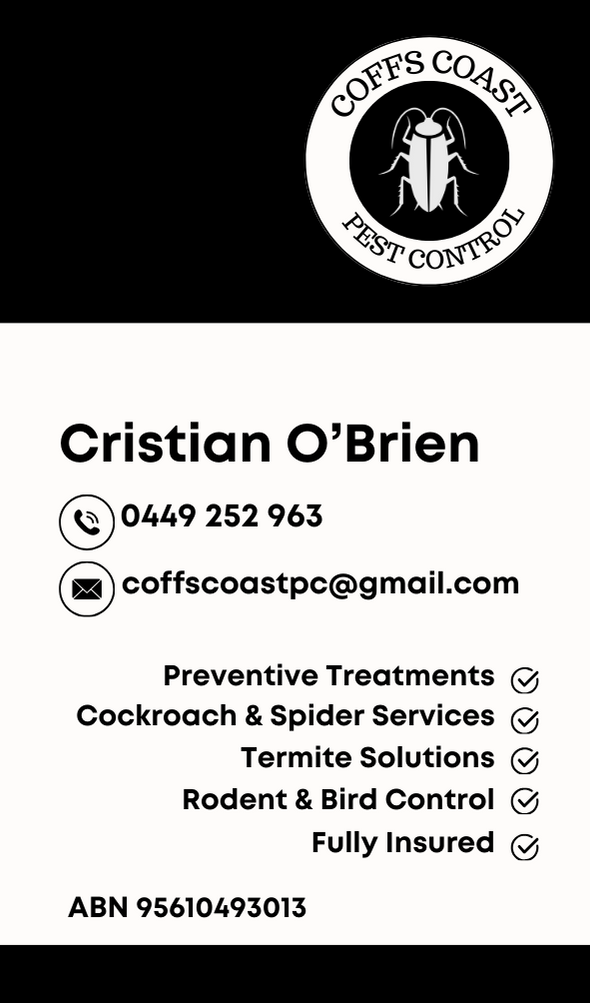 COFFS COAST
PEST CONTROL
Cristian O’Brien
0449 252 963
coffscoastpc@gmail.com
Preventive Treatments
Cockroach & Spider Services
Termite Solutions
Rodent & Bird Control
Fully Insured
ABN 95610493013